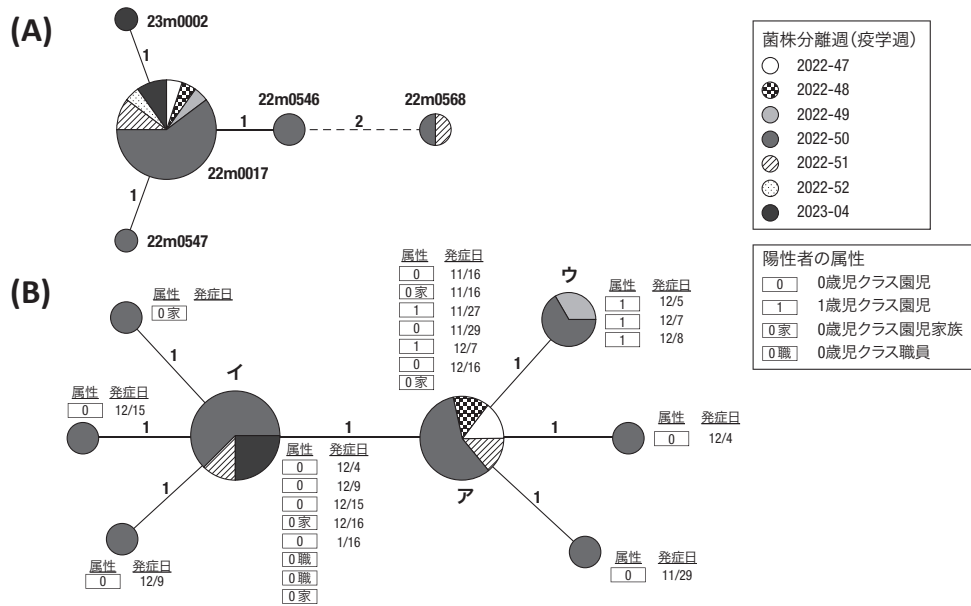 (A)
23m0002
1
22m0546
22m0568
1
2
22m0017
1
22m0547
菌株分離週(疫学週)
2022-47
2022-48
2022-49
2022-50
2022-51
2022-52
2023-04
陽性者の属性
0 0歳児クラス園児
1 1歳児クラス園児
0家 0歳児クラス園児家族
0職 0歳児クラス職員
(B)
属性 発症日
0家
1
属性 発症日
0 12/15
1
イ
1
属性 発症日
0 12/9
1
属性 発症日
0 12/4
0 12/9
0 12/15
0家 12/16
0 1/16
0職
0職
0家
属性 発症日
0 11/16
0家 11/16
1 11/27
0 11/29
1 12/7
0 12/16
0家
ア
ウ
1
属性 発症日
1 12/5
1 12/7
1 12/8
1
属性 発症日
0 12/4
1
属性 発症日
0 11/29